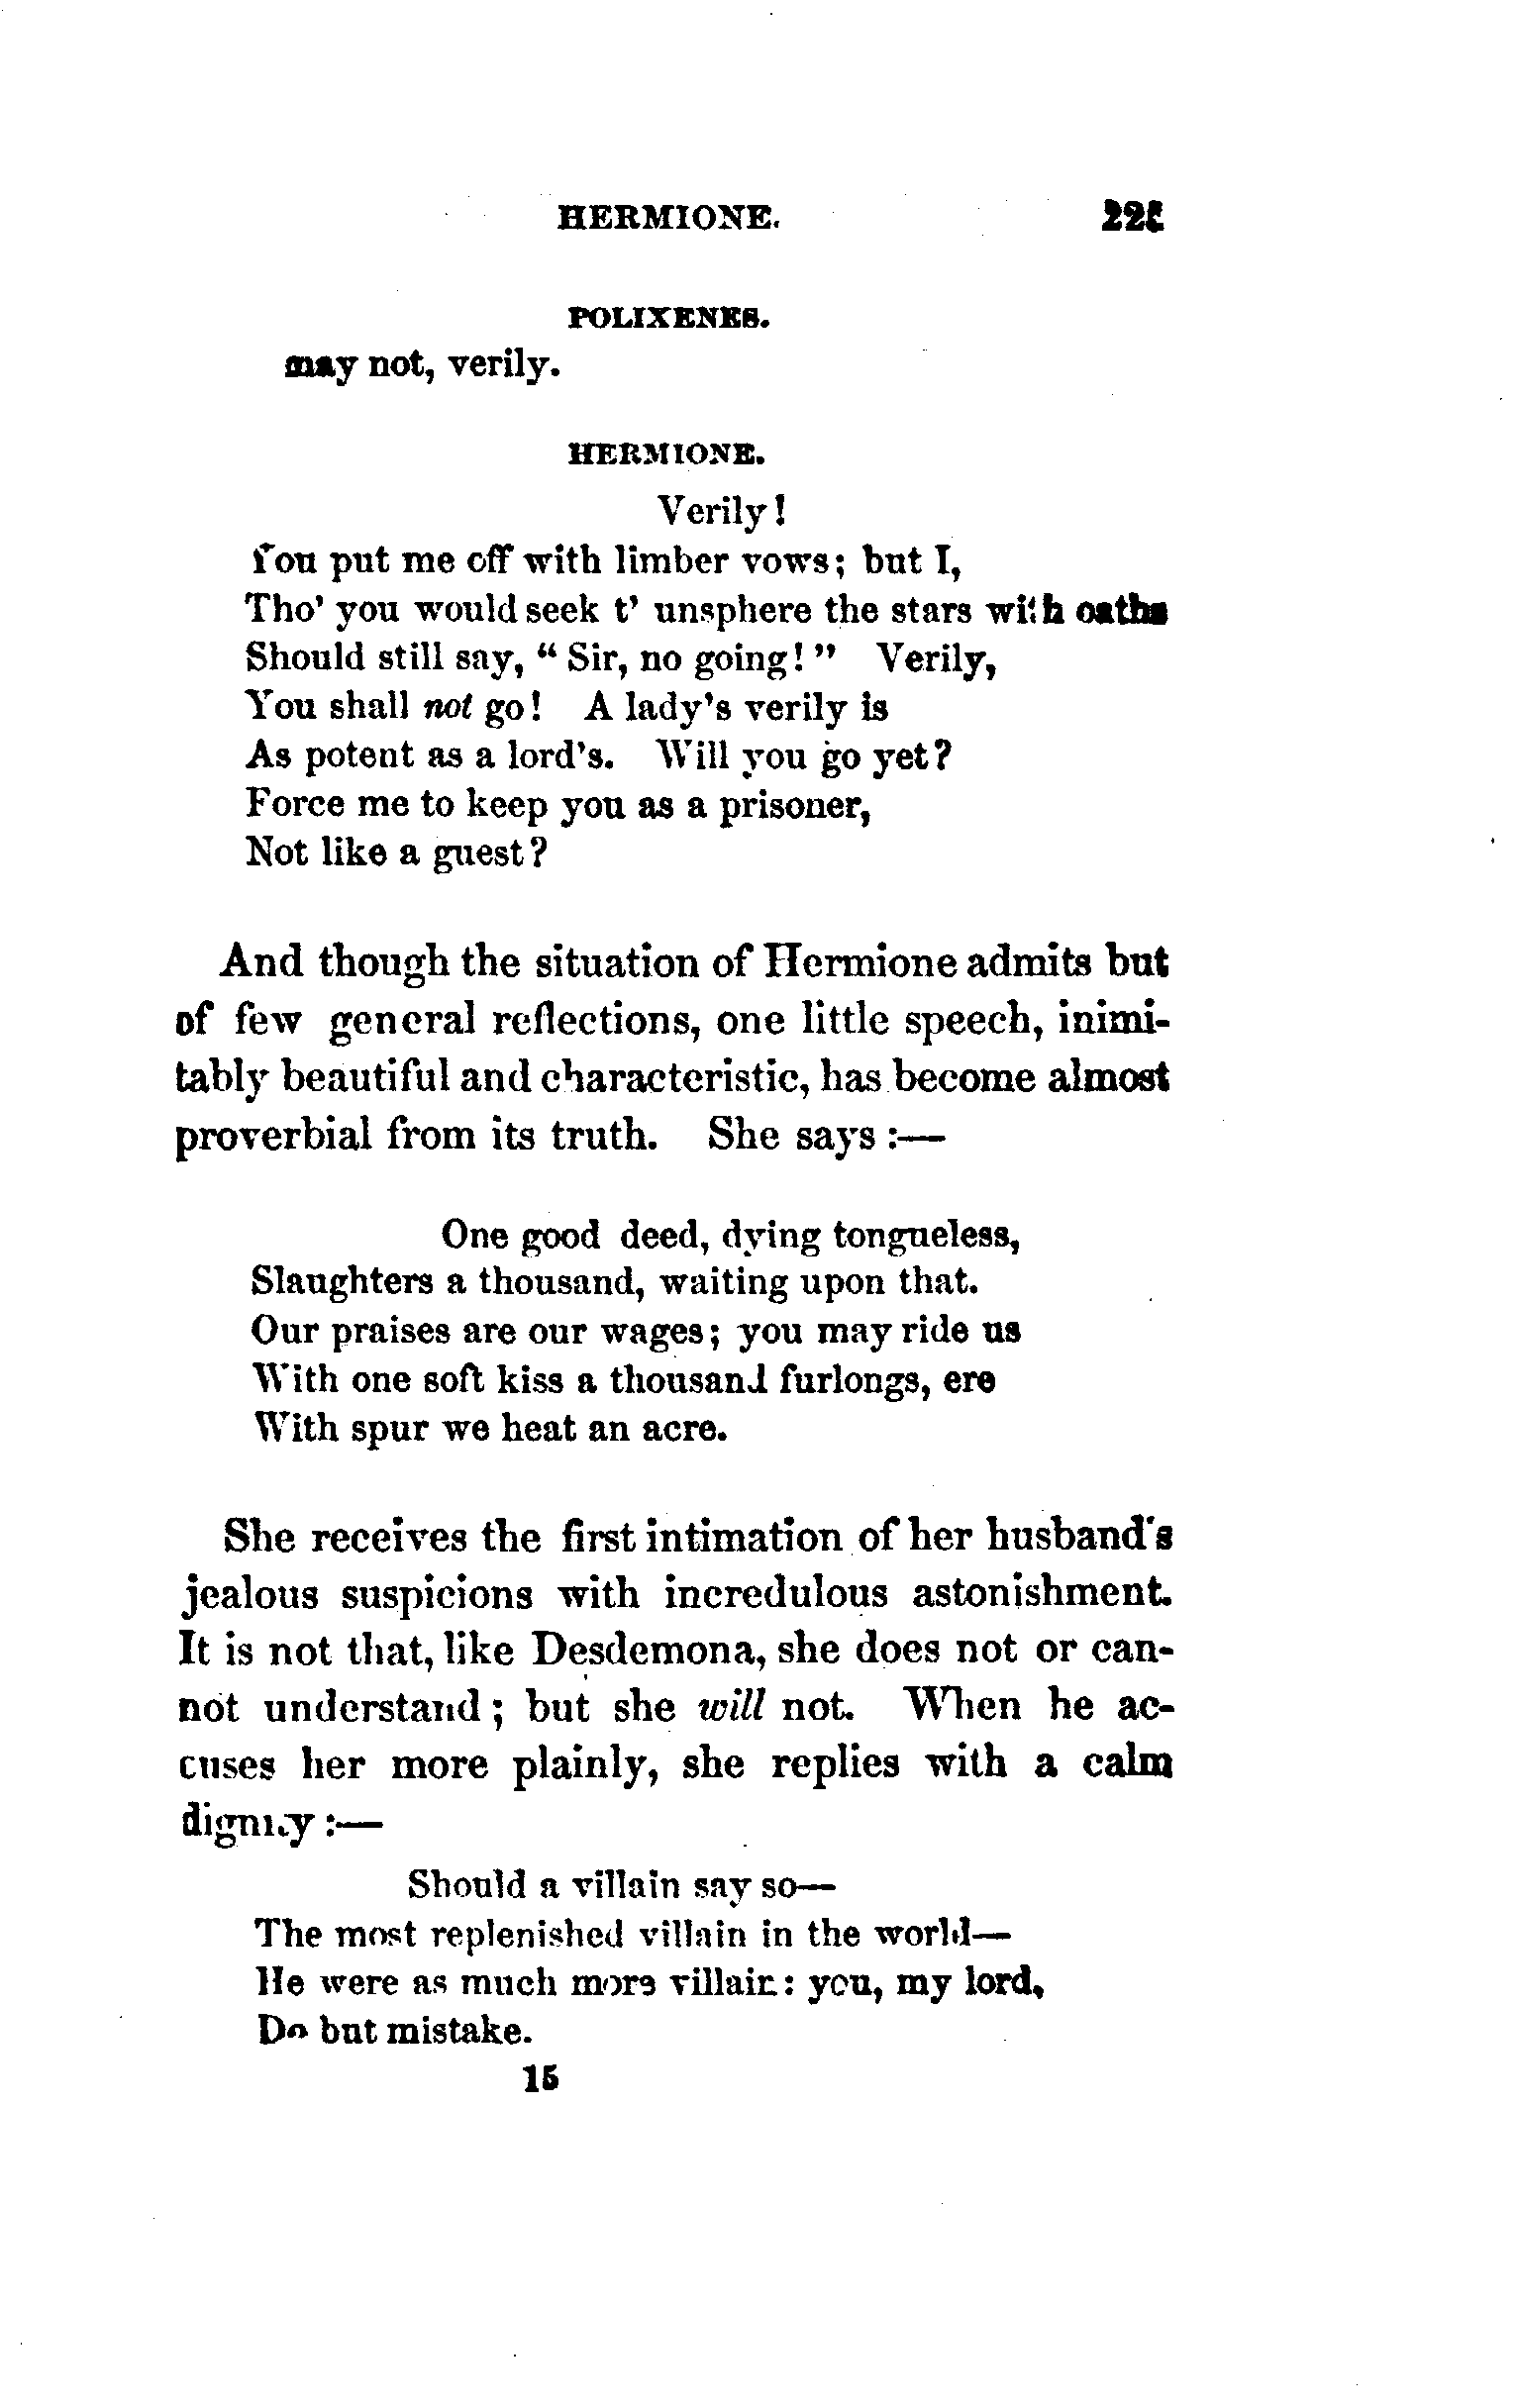 HERMIONE. 225
POLIXENES.
may not, verily.
HERMIONE.
Verily!
You put me off with limber vows; but I,
Tho' you would seek t' unsphere the stars with oaths
Should still say, “ Sir, no going! ” Verily,
You shall not go! A lady's verily is
As potent as a lord's. Will you go yet?
Force me to keep you as a prisoner,
Not like a guest?
And though the situation of Hermione admits but
of few general reflections, one little speech, inimi-
tably beautiful and characteristic, has become almost
proverbial from its truth. She says :—
One good deed, dying tongueless,
Slaughters a thousand, waiting upon that.
Our praises are our wages; you may ride us
With one soft kiss a thousand furlongs, ere
With spur we heat an acre.
She receives the first intimation of her husband's
jealous suspicions with incredulous astonishment.
It is not that, like Desdemona, she does not or can-
not understand; but she will not. When he ac-
cuses her more plainly, she replies with a calm
dignity :—
Should a villain say so—
The most replenished villain in the world—
He were as much more villain: you, my lord,
Do but mistake.
15